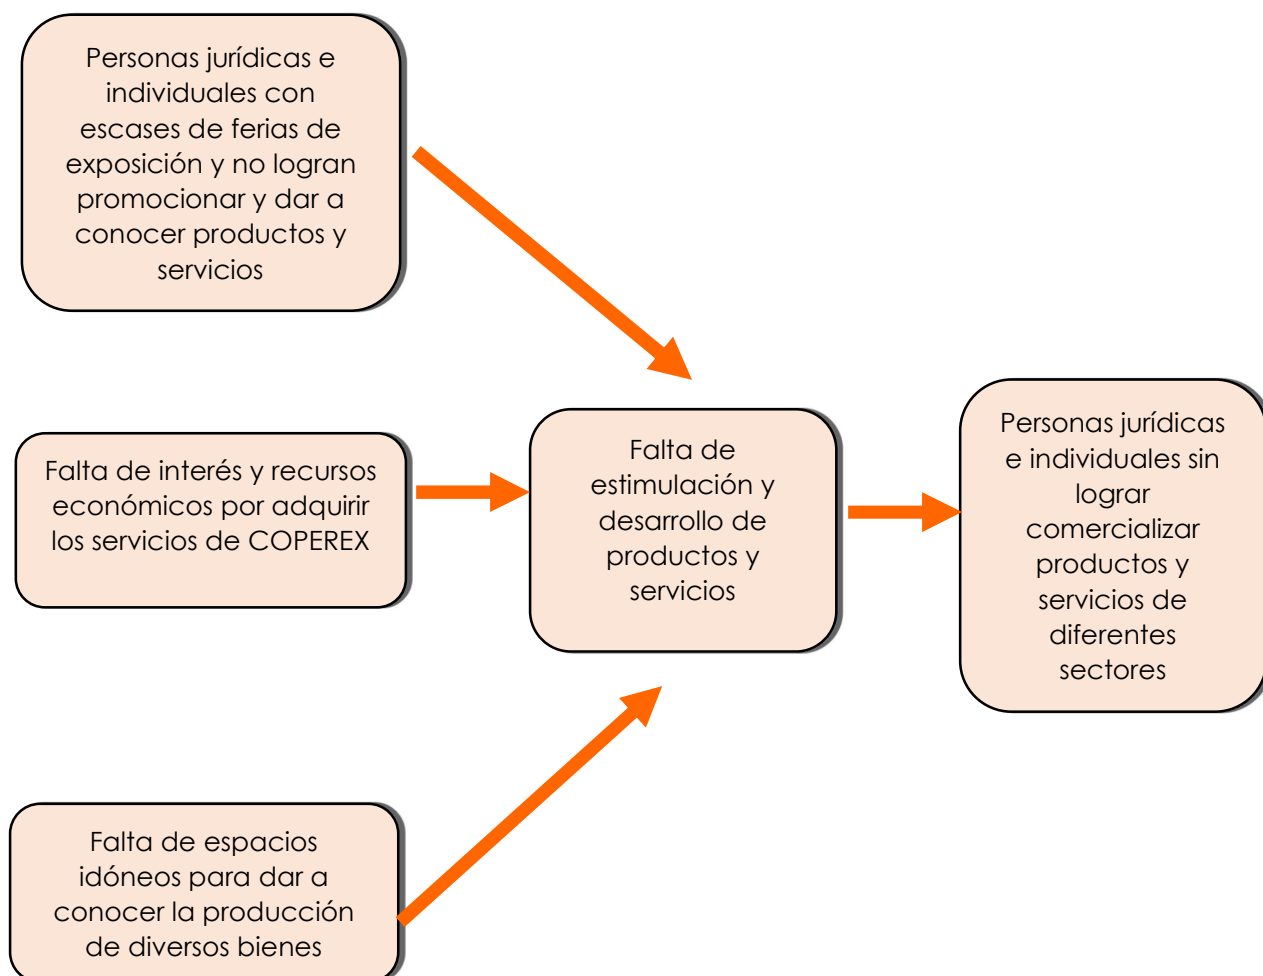 Personas jurídicas e
individuales con
escases de ferias de
exposición y no logran
promocionar y dar a
conocer productos y
servicios
Falta de interés y recursos
económicos por adquirir
los servicios de COPEREX
Falta de espacios
idóneos para dar a
conocer la producción
de diversos bienes
Falta de
estimulación y
desarrollo de
productos y
servicios
Personas jurídicas
e individuales sin
lograr
comercializar
productos y
servicios de
diferentes
sectores